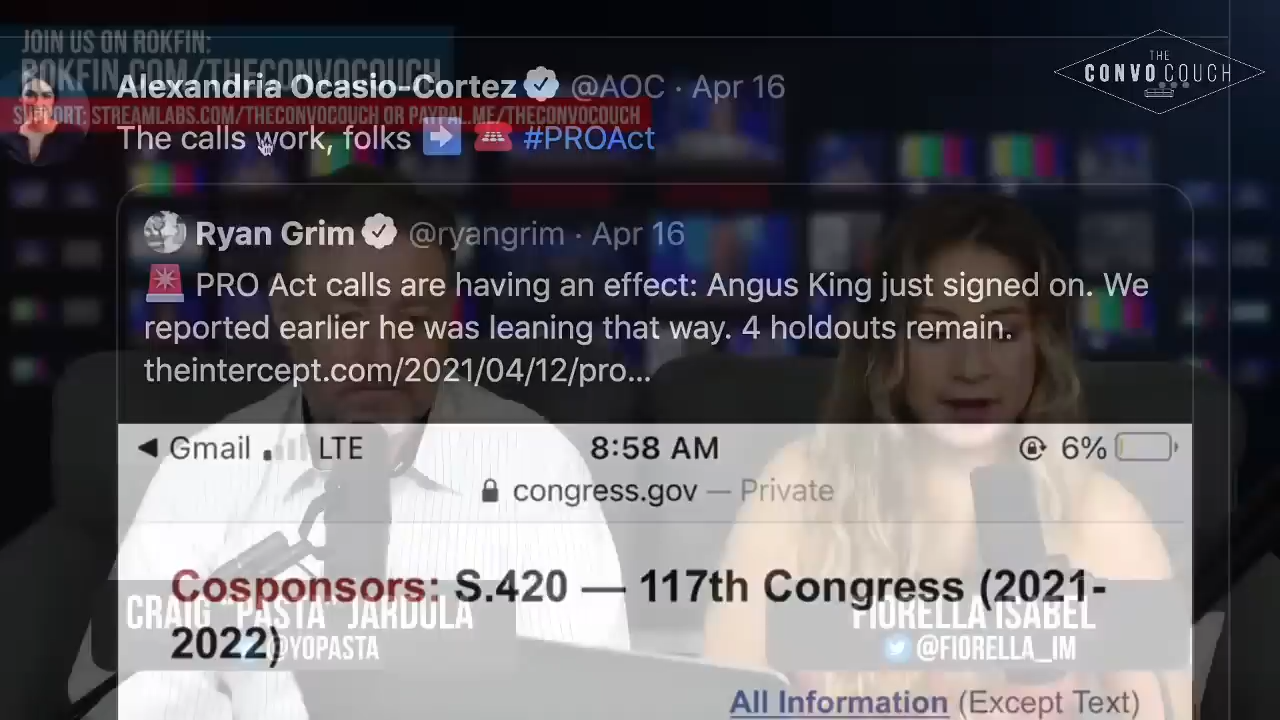 JOIN US ON ROKFIN:
ROKFIN.COM/THECONVOCOUCH
SUPPORT: STREAMLABS.COM/THECONVOCOUCH OR PAYPAL.ME/THECONVOCOUCH
THE
CONVO COUCH
Alexandria Ocasio-Cortez @AOC · Apr 16
The calls work, folks ➡️ ☎️ #PROAct
Ryan Grim @ryangrim · Apr 16
🚨 PRO Act calls are having an effect: Angus King just signed on. We
reported earlier he was leaning that way. 4 holdouts remain.
theintercept.com/2021/04/12/pro...
◀ Gmail LTE 8:58 AM 6%
congress.gov — Private
Cosponsors: S.420 — 117th Congress (2021-
2022)
CRAIG "PASTA" JARDULA
@YOPASTA
FIORELLA ISABEL
@FIORELLA_IM
All Information (Except Text)